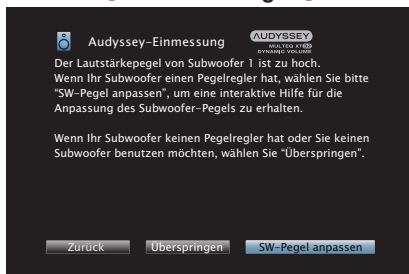 Audyssey-Einmessung
AUDYSSEY
MULTEQ XT32
DYNAMIC VOLUME
Der Lautstärkepegel von Subwoofer 1 ist zu hoch.
Wenn Ihr Subwoofer einen Pegelregler hat, wählen Sie bitte
“SW-Pegel anpassen”, um eine interaktive Hilfe für die
Anpassung des Subwoofer-Pegels zu erhalten.
Wenn Ihr Subwoofer keinen Pegelregler hat oder Sie keinen
Subwoofer benutzen möchten, wählen Sie “Überspringen”.
Zurück
Überspringen
SW-Pegel anpassen